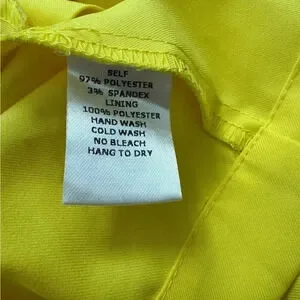 SELF
97% POLYESTER
3% SPANDEX
LINING
100% POLYESTER
HAND WASH
COLD WASH
NO BLEACH
HANG TO DRY